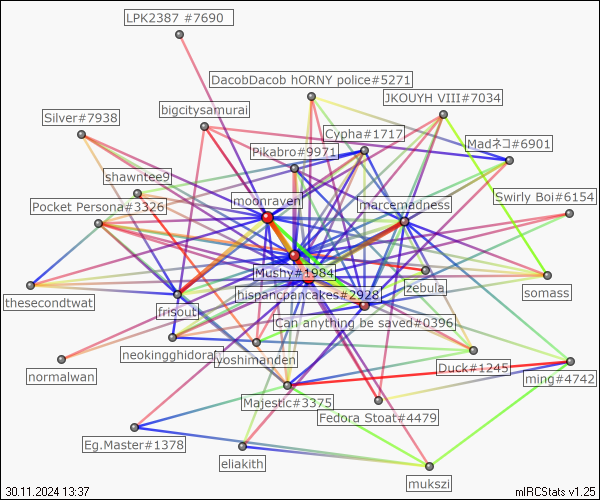 LPK2387 #7690
DacobDacob hORNY police#5271
JKOUYH VIII#7034
bigcitysamurai
Silver#7938
Cypha#1717
Madネコ#6901
Pikabro#9971
shawntee9
Swirly Boi#6154
moonraven
marcemadness
Pocket Persona#3326
Mushy#1984
zebula
somass
hispancpancakes#2928
thesecondtwat
frisout
Can anything be saved#0396
neokingghidora
yoshimanden
Duck#1245
normalwan
ming#4742
Majestic#3375
Fedora Stoat#4479
Eg.Master#1378
eliakith
mukszi
30.11.2024 13:37
mIRCStats v1.25